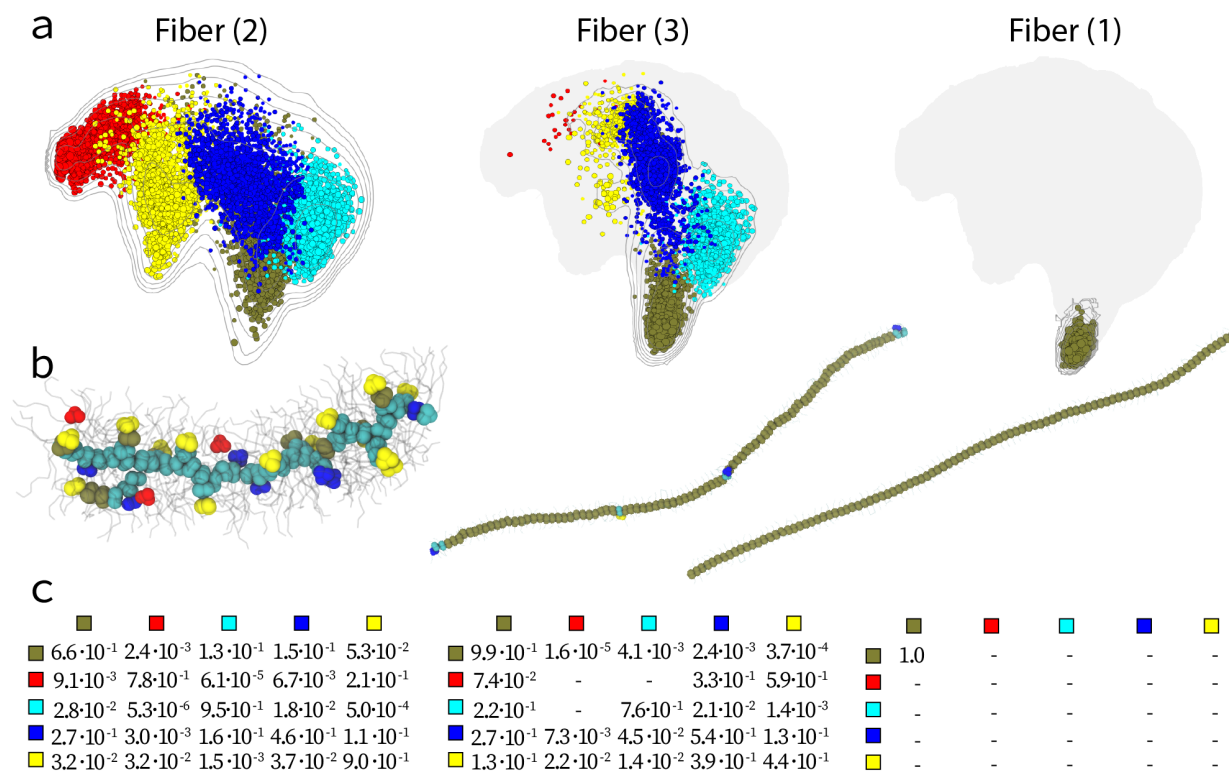 a
Fiber (2) Fiber (3) Fiber (1)
b
c
6.6·10⁻¹ 2.4·10⁻³ 1.3·10⁻¹ 1.5·10⁻¹ 5.3·10⁻²
9.1·10⁻³ 7.8·10⁻¹ 6.1·10⁻⁵ 6.7·10⁻³ 2.1·10⁻¹
2.8·10⁻² 5.3·10⁻⁶ 9.5·10⁻¹ 1.8·10⁻² 5.0·10⁻⁴
2.7·10⁻¹ 3.0·10⁻³ 1.6·10⁻¹ 4.6·10⁻¹ 1.1·10⁻¹
3.2·10⁻² 3.2·10⁻² 1.5·10⁻³ 3.7·10⁻² 9.0·10⁻¹
9.9·10⁻¹ 1.6·10⁻⁵ 4.1·10⁻³ 2.4·10⁻³ 3.7·10⁻⁴
7.4·10⁻² - - 3.3·10⁻¹ 5.9·10⁻¹
2.2·10⁻¹ - 7.6·10⁻¹ 2.1·10⁻² 1.4·10⁻³
2.7·10⁻¹ 7.3·10⁻³ 4.5·10⁻² 5.4·10⁻¹ 1.3·10⁻¹
1.3·10⁻¹ 2.2·10⁻² 1.4·10⁻² 3.9·10⁻¹ 4.4·10⁻¹
1.0 - - - -
- - - - -
- - - - -
- - - - -
- - - - -